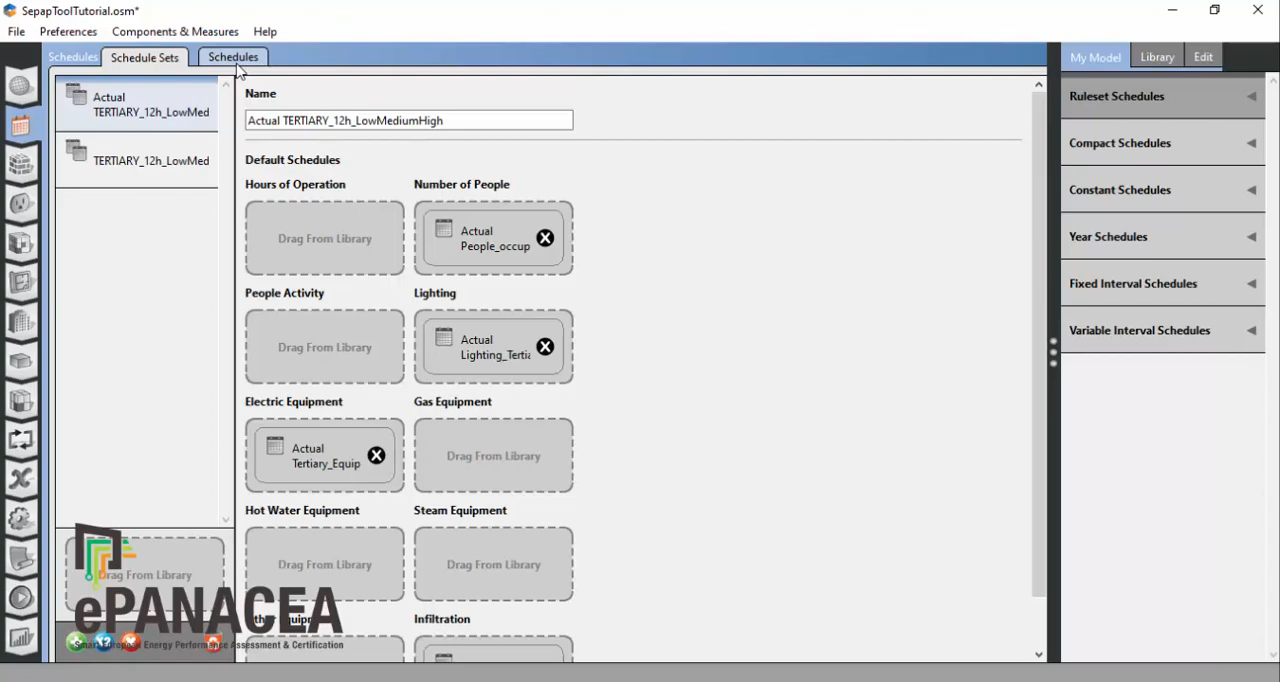 SepapToolTutorial.osm*
File Preferences Components & Measures Help
Schedules Schedule Sets Schedules
My Model Library Edit
Actual
TERTIARY_12h_LowMed
TERTIARY_12h_LowMed
Drag From Library
Name
Actual TERTIARY_12h_LowMediumHigh
Default Schedules
Hours of Operation Number of People
Drag From Library
Actual
People_occup
People Activity Lighting
Drag From Library
Actual
Lighting_Tertia
Electric Equipment Gas Equipment
Actual
Tertiary_Equip
Drag From Library
Hot Water Equipment Steam Equipment
Drag From Library Drag From Library
Infiltration
Ruleset Schedules
Compact Schedules
Constant Schedules
Year Schedules
Fixed Interval Schedules
Variable Interval Schedules
ePANACEA
Smart European Energy Performance Assessment & Certification